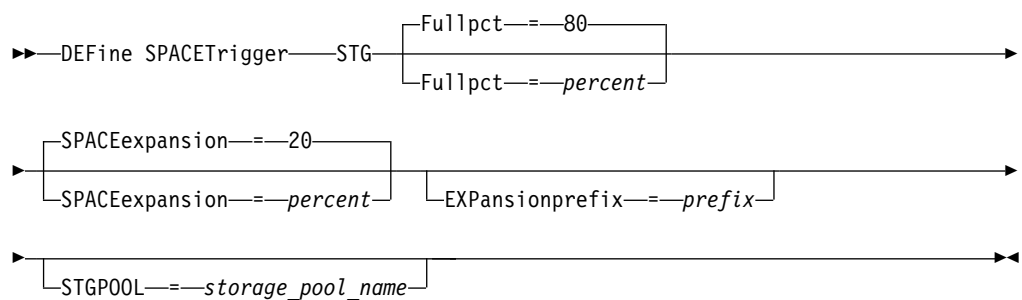 Fullpct = 80
DEFine SPACETrigger STG
Fullpct = percent
SPACEexpansion = 20
SPACEexpansion = percent
EXPansionprefix = prefix
STGPOOL = storage_pool_name